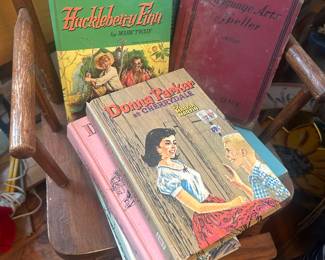 Huckleberry Finn
by MARK TWAIN
Language Arts
Speller
Donna Parker
at CHERRYDALE